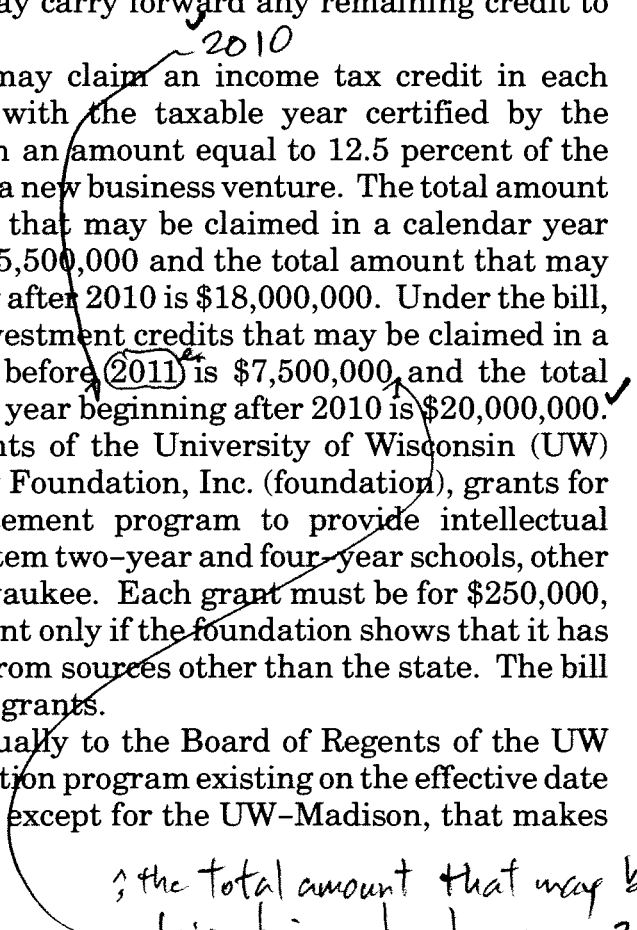 ay carry forward any remaining credit to
2010
may claim an income tax credit in each
with the taxable year certified by the
n an amount equal to 12.5 percent of the
a new business venture. The total amount
that may be claimed in a calendar year
5,500,000 and the total amount that may
after 2010 is $18,000,000. Under the bill,
vestment credits that may be claimed in a
before 2011 is $7,500,000 and the total
year beginning after 2010 is $20,000,000.
nts of the University of Wisconsin (UW)
Foundation, Inc. (foundation), grants for
cement program to provide intellectual
tem two-year and four-year schools, other
vaukee. Each grant must be for $250,000,
nt only if the foundation shows that it has
rom sources other than the state. The bill
grants.
ually to the Board of Regents of the UW
tion program existing on the effective date
except for the UW-Madison, that makes
; the total amount that may b